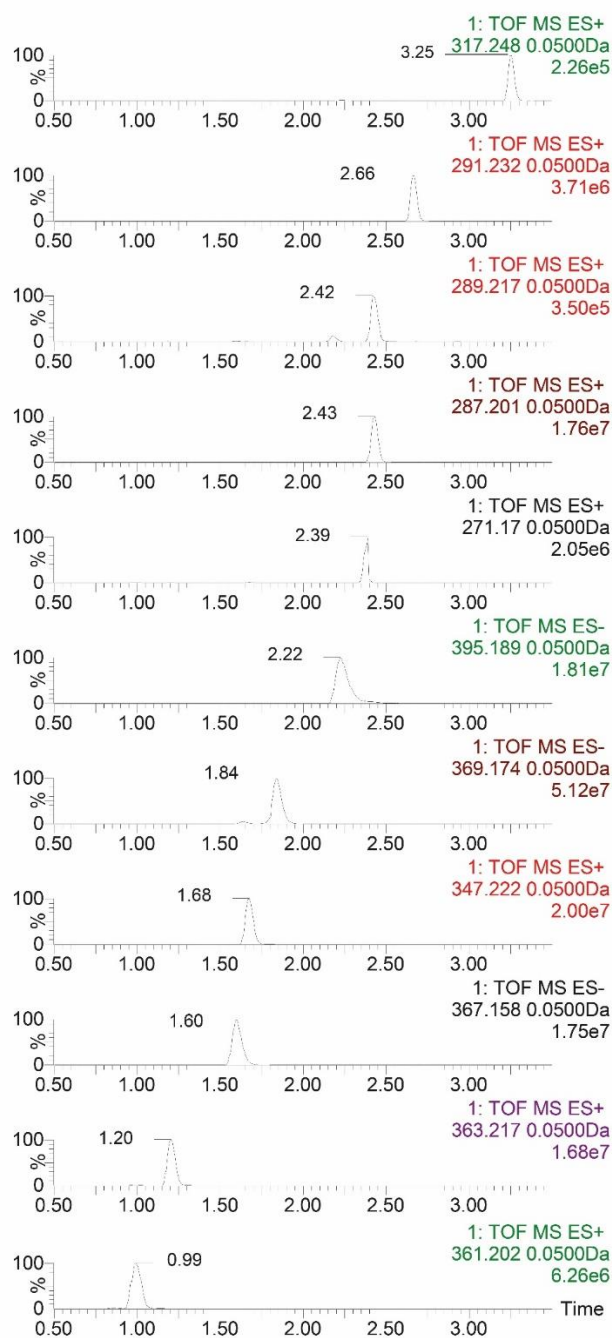 1: TOF MS ES+
317.248 0.0500Da
2.26e5
3.25
100
%
0
0.50 1.00 1.50 2.00 2.50 3.00
1: TOF MS ES+
291.232 0.0500Da
3.71e6
2.66
100
%
0
0.50 1.00 1.50 2.00 2.50 3.00
1: TOF MS ES+
289.217 0.0500Da
3.50e5
2.42
100
%
0
0.50 1.00 1.50 2.00 2.50 3.00
1: TOF MS ES+
287.201 0.0500Da
1.76e7
2.43
100
%
0
0.50 1.00 1.50 2.00 2.50 3.00
1: TOF MS ES+
271.17 0.0500Da
2.05e6
2.39
100
%
0
0.50 1.00 1.50 2.00 2.50 3.00
1: TOF MS ES-
395.189 0.0500Da
1.81e7
2.22
100
%
0
0.50 1.00 1.50 2.00 2.50 3.00
1: TOF MS ES-
369.174 0.0500Da
5.12e7
1.84
100
%
0
0.50 1.00 1.50 2.00 2.50 3.00
1: TOF MS ES+
347.222 0.0500Da
2.00e7
1.68
100
%
0
0.50 1.00 1.50 2.00 2.50 3.00
1: TOF MS ES-
367.158 0.0500Da
1.75e7
1.60
100
%
0
0.50 1.00 1.50 2.00 2.50 3.00
1: TOF MS ES+
363.217 0.0500Da
1.68e7
1.20
100
%
0
0.50 1.00 1.50 2.00 2.50 3.00
1: TOF MS ES+
361.202 0.0500Da
6.26e6
0.99
100
%
0
Time
0.50 1.00 1.50 2.00 2.50 3.00